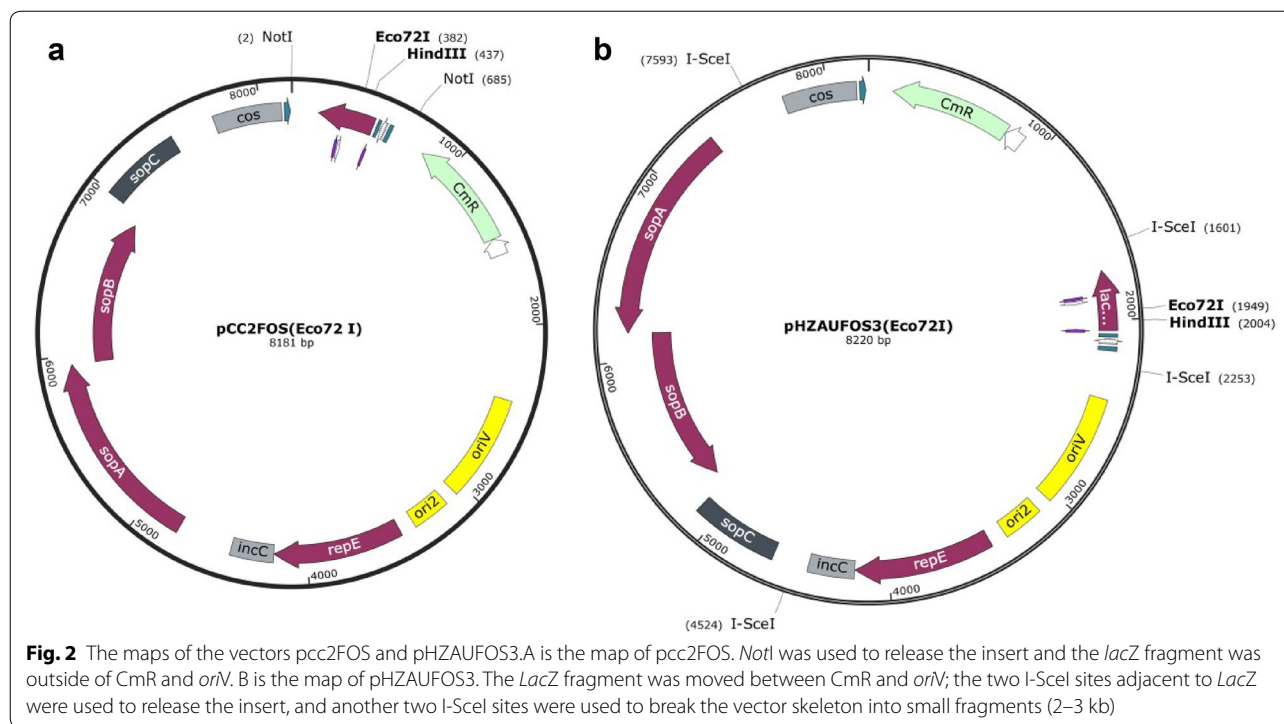 a
(2) NotI
Eco72I (382)
HindIII (437)
NotI (685)
8000
cos
sopC
7000
1000
CmR
sopB
2000
pCC2FOS(Eco72 I)
8181 bp
6000
sopA
oriV
3000
ori2
5000
incC
repE
4000
b
(7593) I-SceI
8000
cos
CmR
1000
7000
sopA
I-SceI (1601)
lac...
2000
Eco72I (1949)
HindIII (2004)
pHZAUFOS3(Eco72I)
8220 bp
6000
I-SceI (2253)
sopB
oriV
3000
ori2
sopC
5000
incC
repE
4000
(4524) I-SceI
Fig. 2 The maps of the vectors pcc2FOS and pHZAUFOS3.A is the map of pcc2FOS. NotI was used to release the insert and the lacZ fragment was
outside of CmR and oriV. B is the map of pHZAUFOS3. The LacZ fragment was moved between CmR and oriV; the two I-SceI sites adjacent to LacZ
were used to release the insert, and another two I-SceI sites were used to break the vector skeleton into small fragments (2–3 kb)